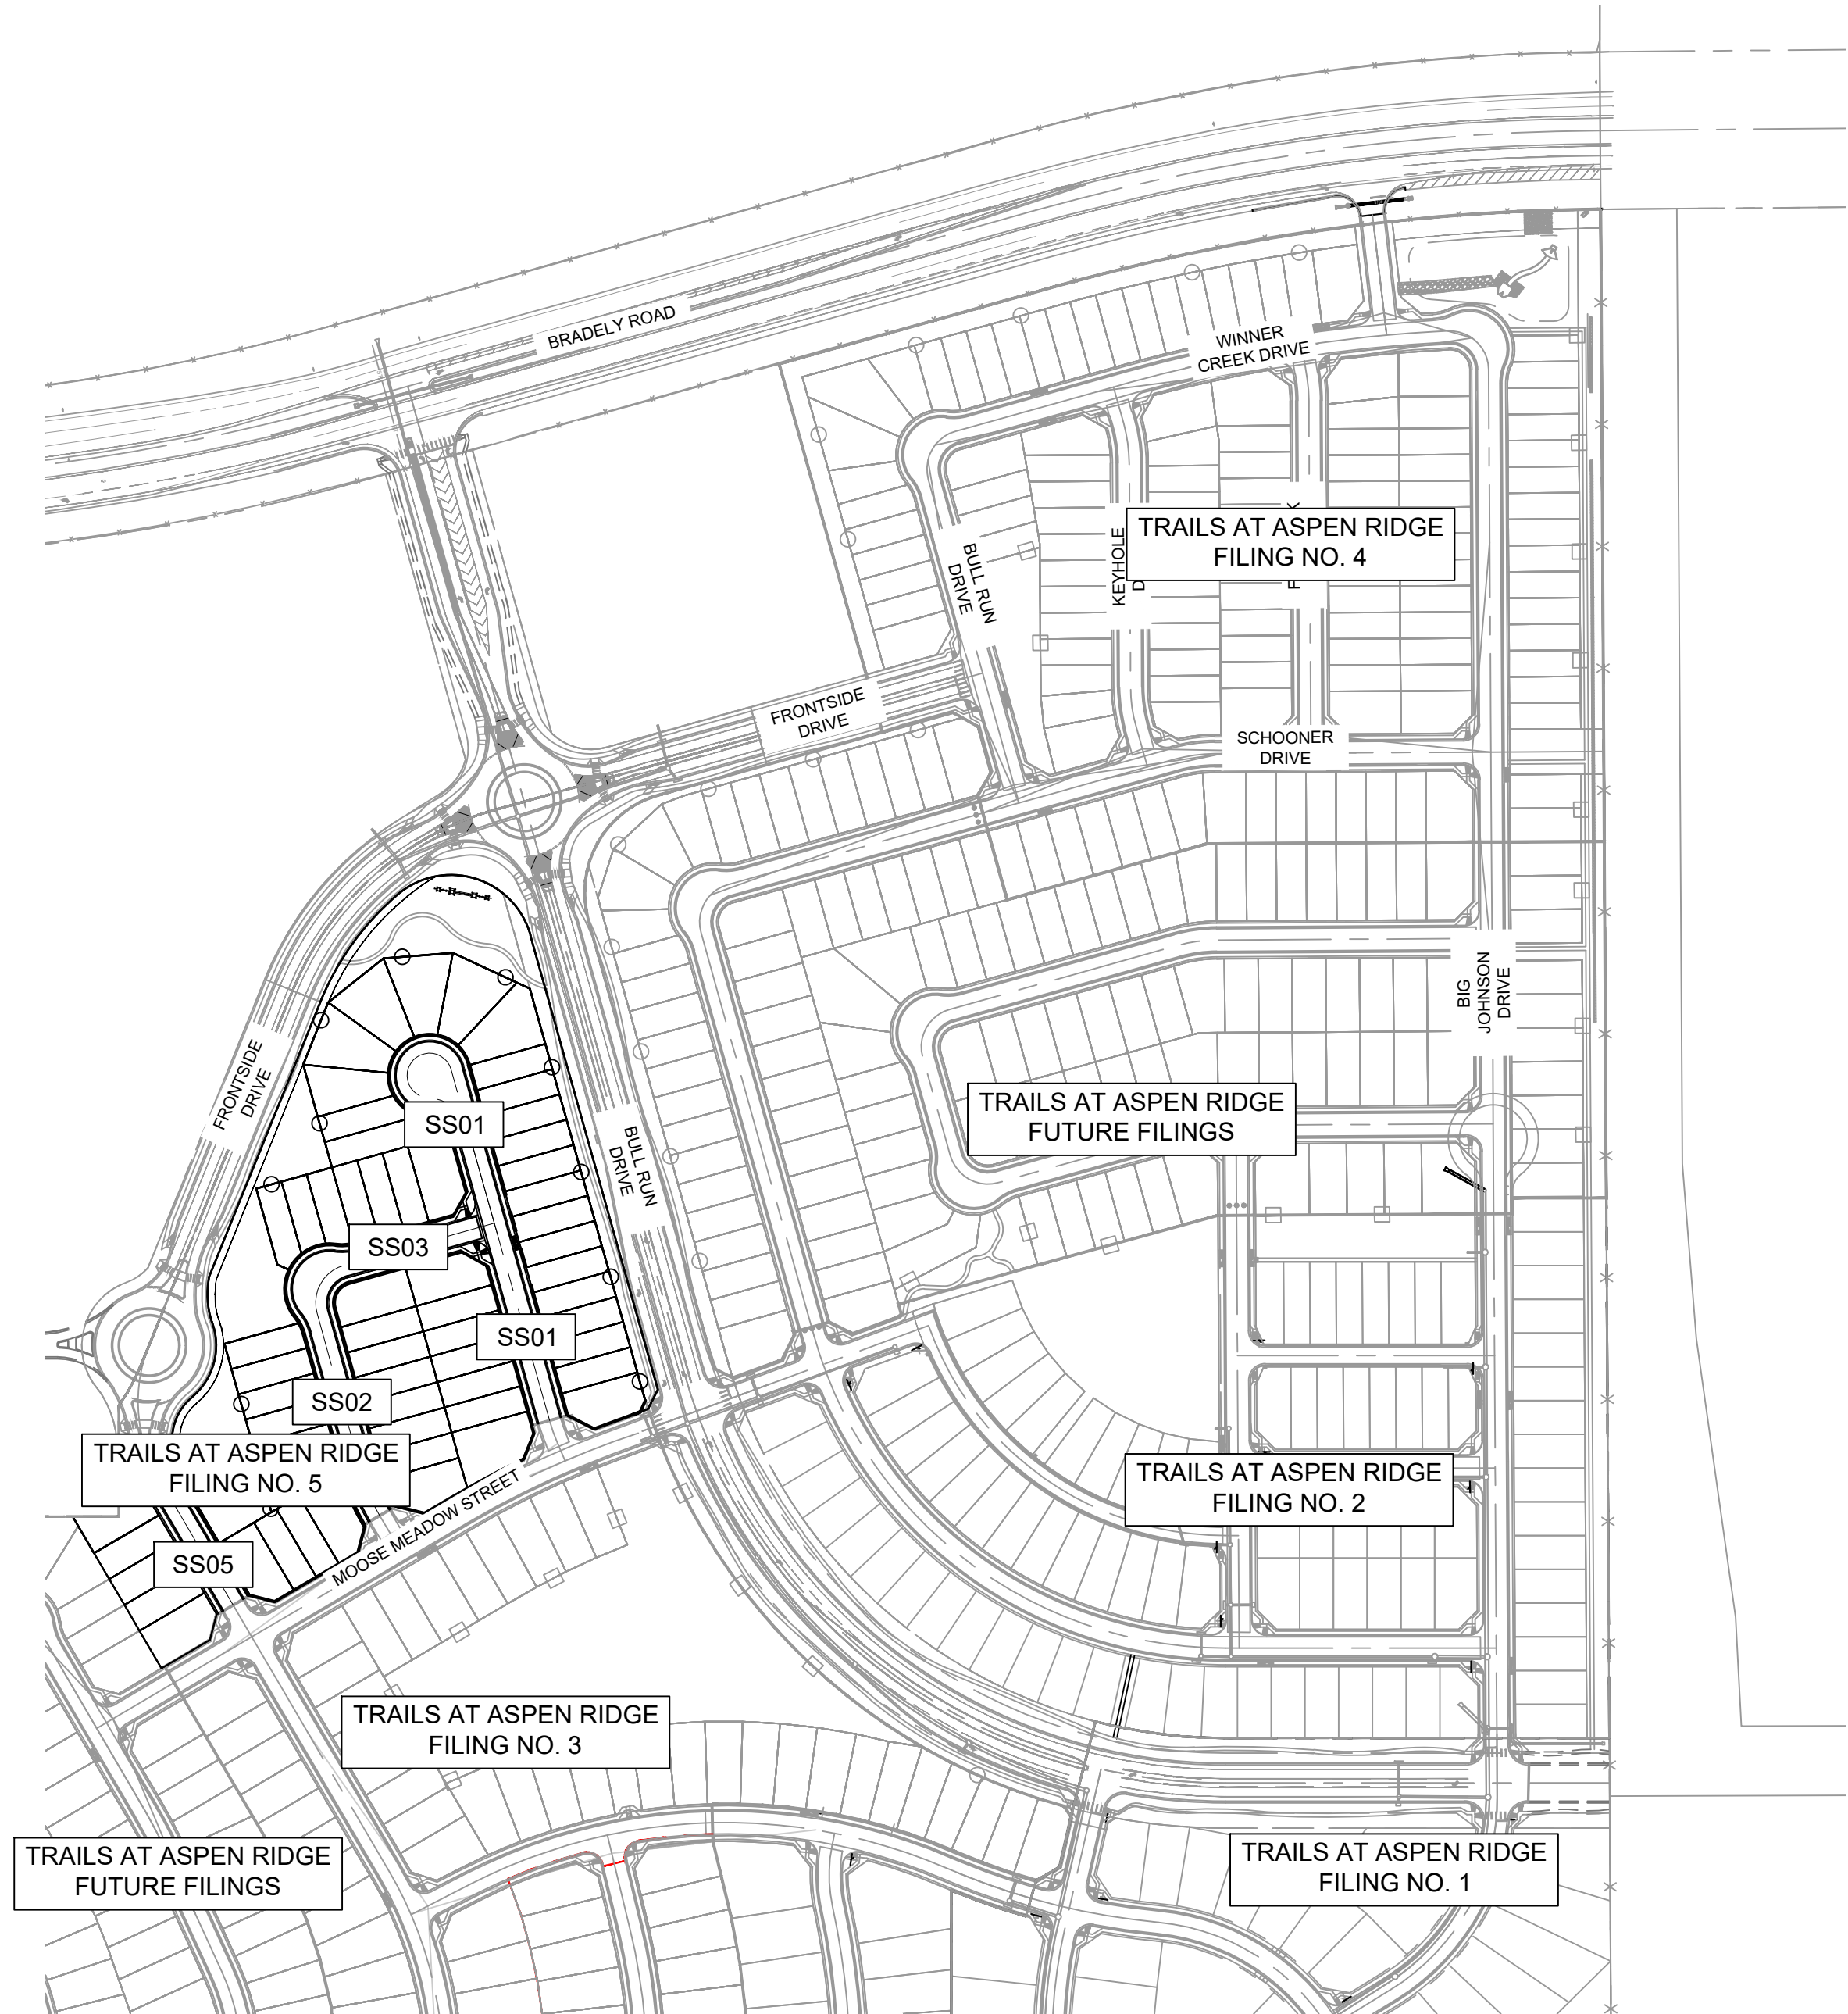 BRADELY ROAD
WINNER
CREEK DRIVE
TRAILS AT ASPEN RIDGE
FILING NO. 4
KEYHOLE
D
BULL RUN
DRIVE
FRONTSIDE
DRIVE
SCHOONER
DRIVE
BIG
JOHNSON
DRIVE
FRONTSIDE
DRIVE
SS01
TRAILS AT ASPEN RIDGE
FUTURE FILINGS
BULL RUN
DRIVE
SS03
SS01
SS02
TRAILS AT ASPEN RIDGE
FILING NO. 5
TRAILS AT ASPEN RIDGE
FILING NO. 2
MOOSE MEADOW STREET
SS05
TRAILS AT ASPEN RIDGE
FILING NO. 3
TRAILS AT ASPEN RIDGE
FUTURE FILINGS
TRAILS AT ASPEN RIDGE
FILING NO. 1